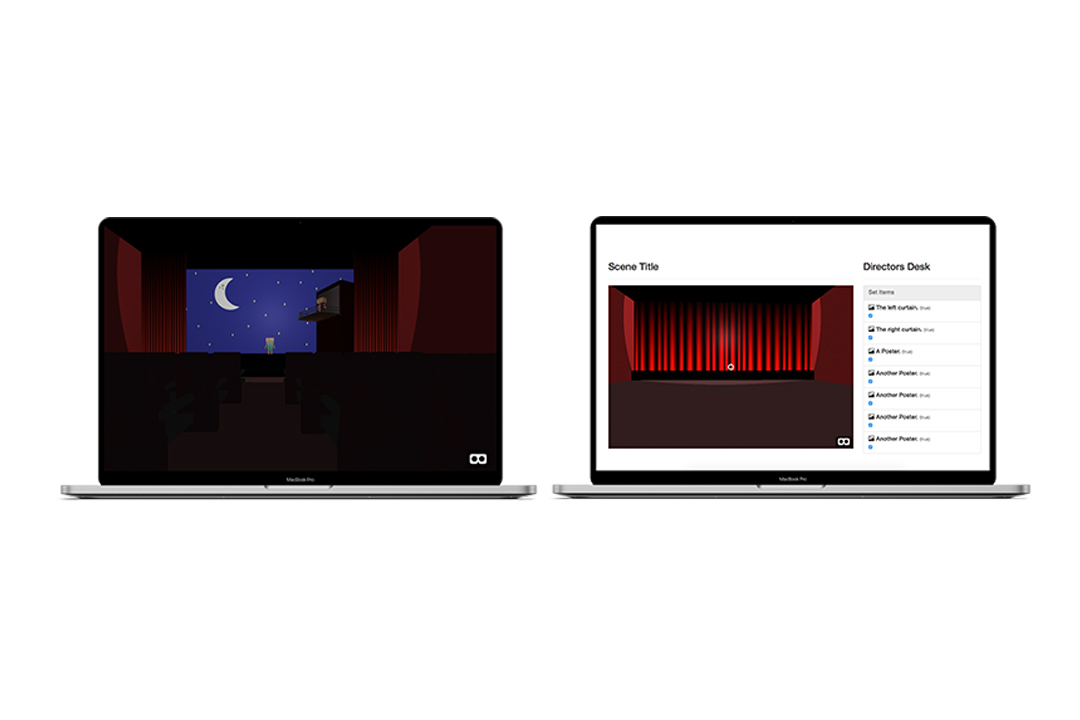 MacBook Pro
Scene Title
Directors Desk
Set Items
The left curtain. (true)
The right curtain. (true)
A Poster. (true)
Another Poster. (true)
Another Poster. (true)
Another Poster. (true)
Another Poster. (true)
MacBook Pro